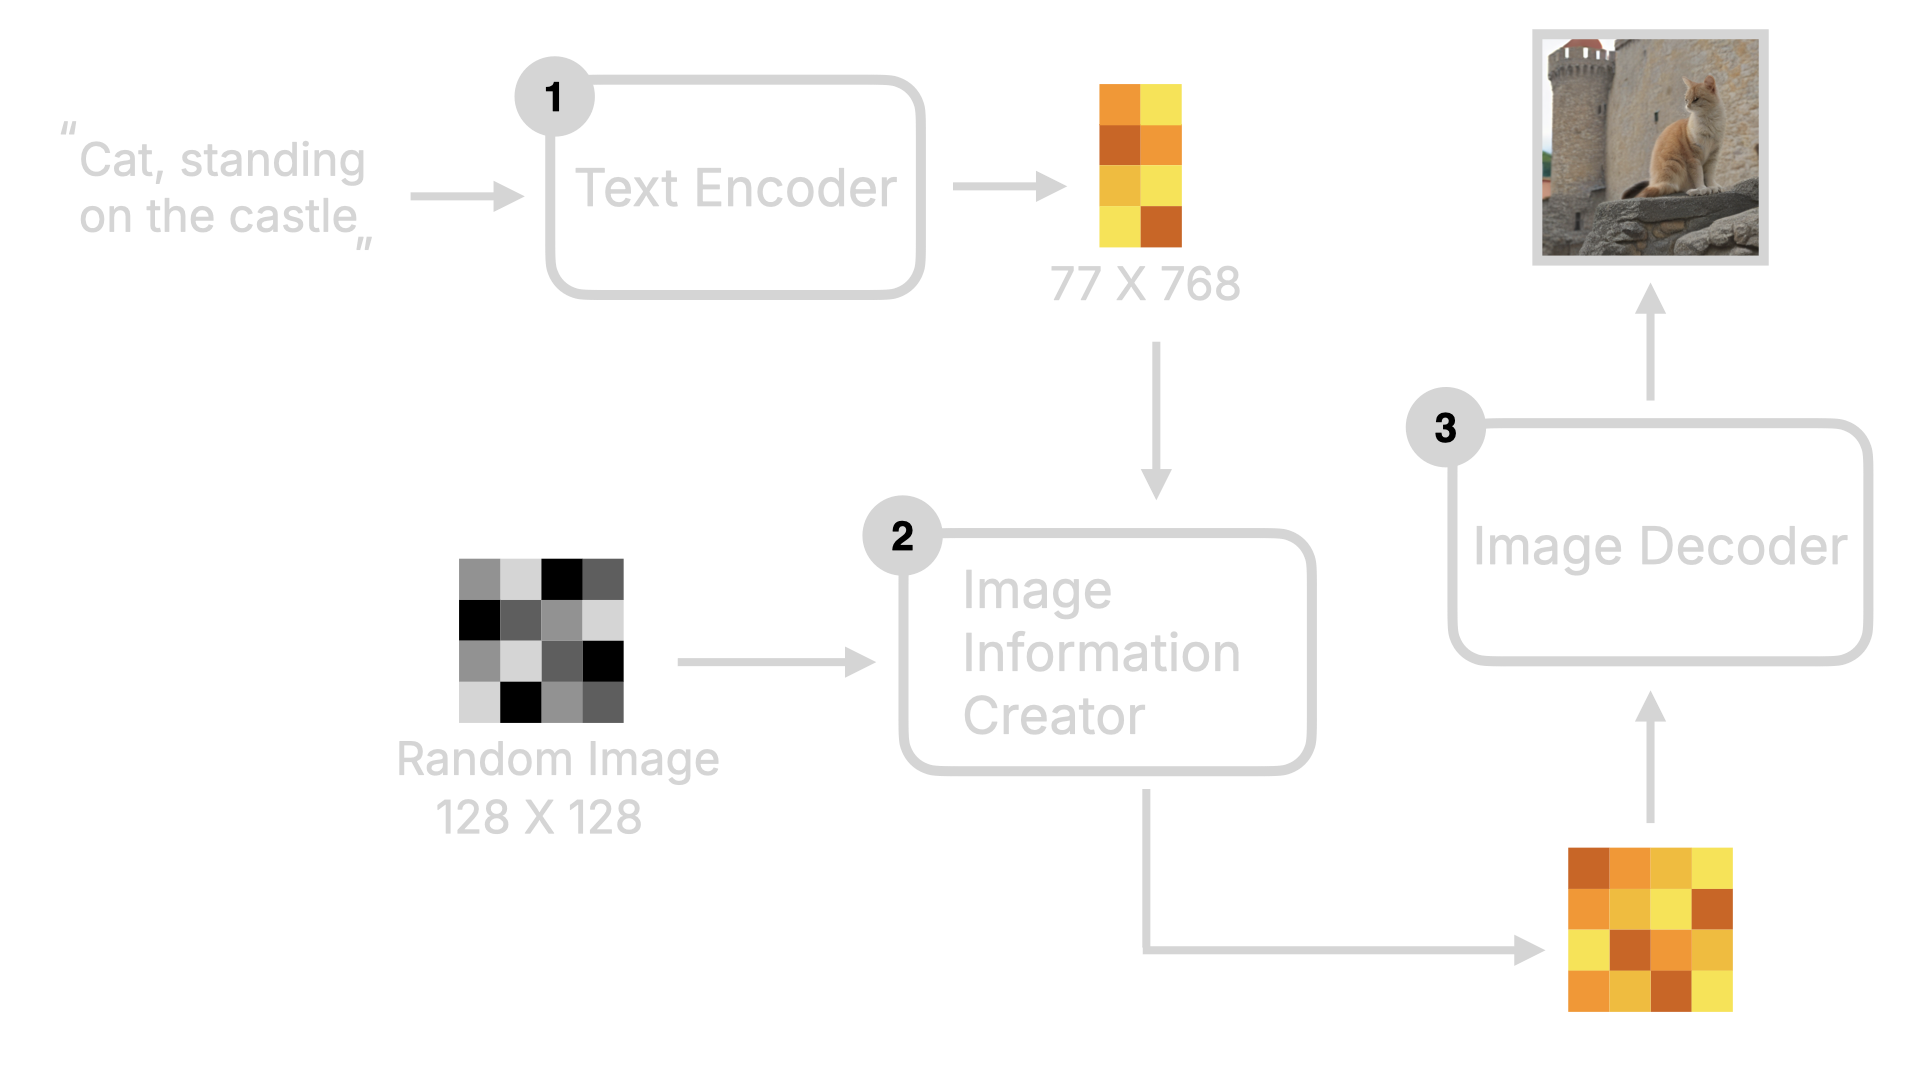 1
"Cat, standing
on the castle"
Text Encoder
77 X 768
2
Image
Information
Creator
Random Image
128 X 128
3
Image Decoder